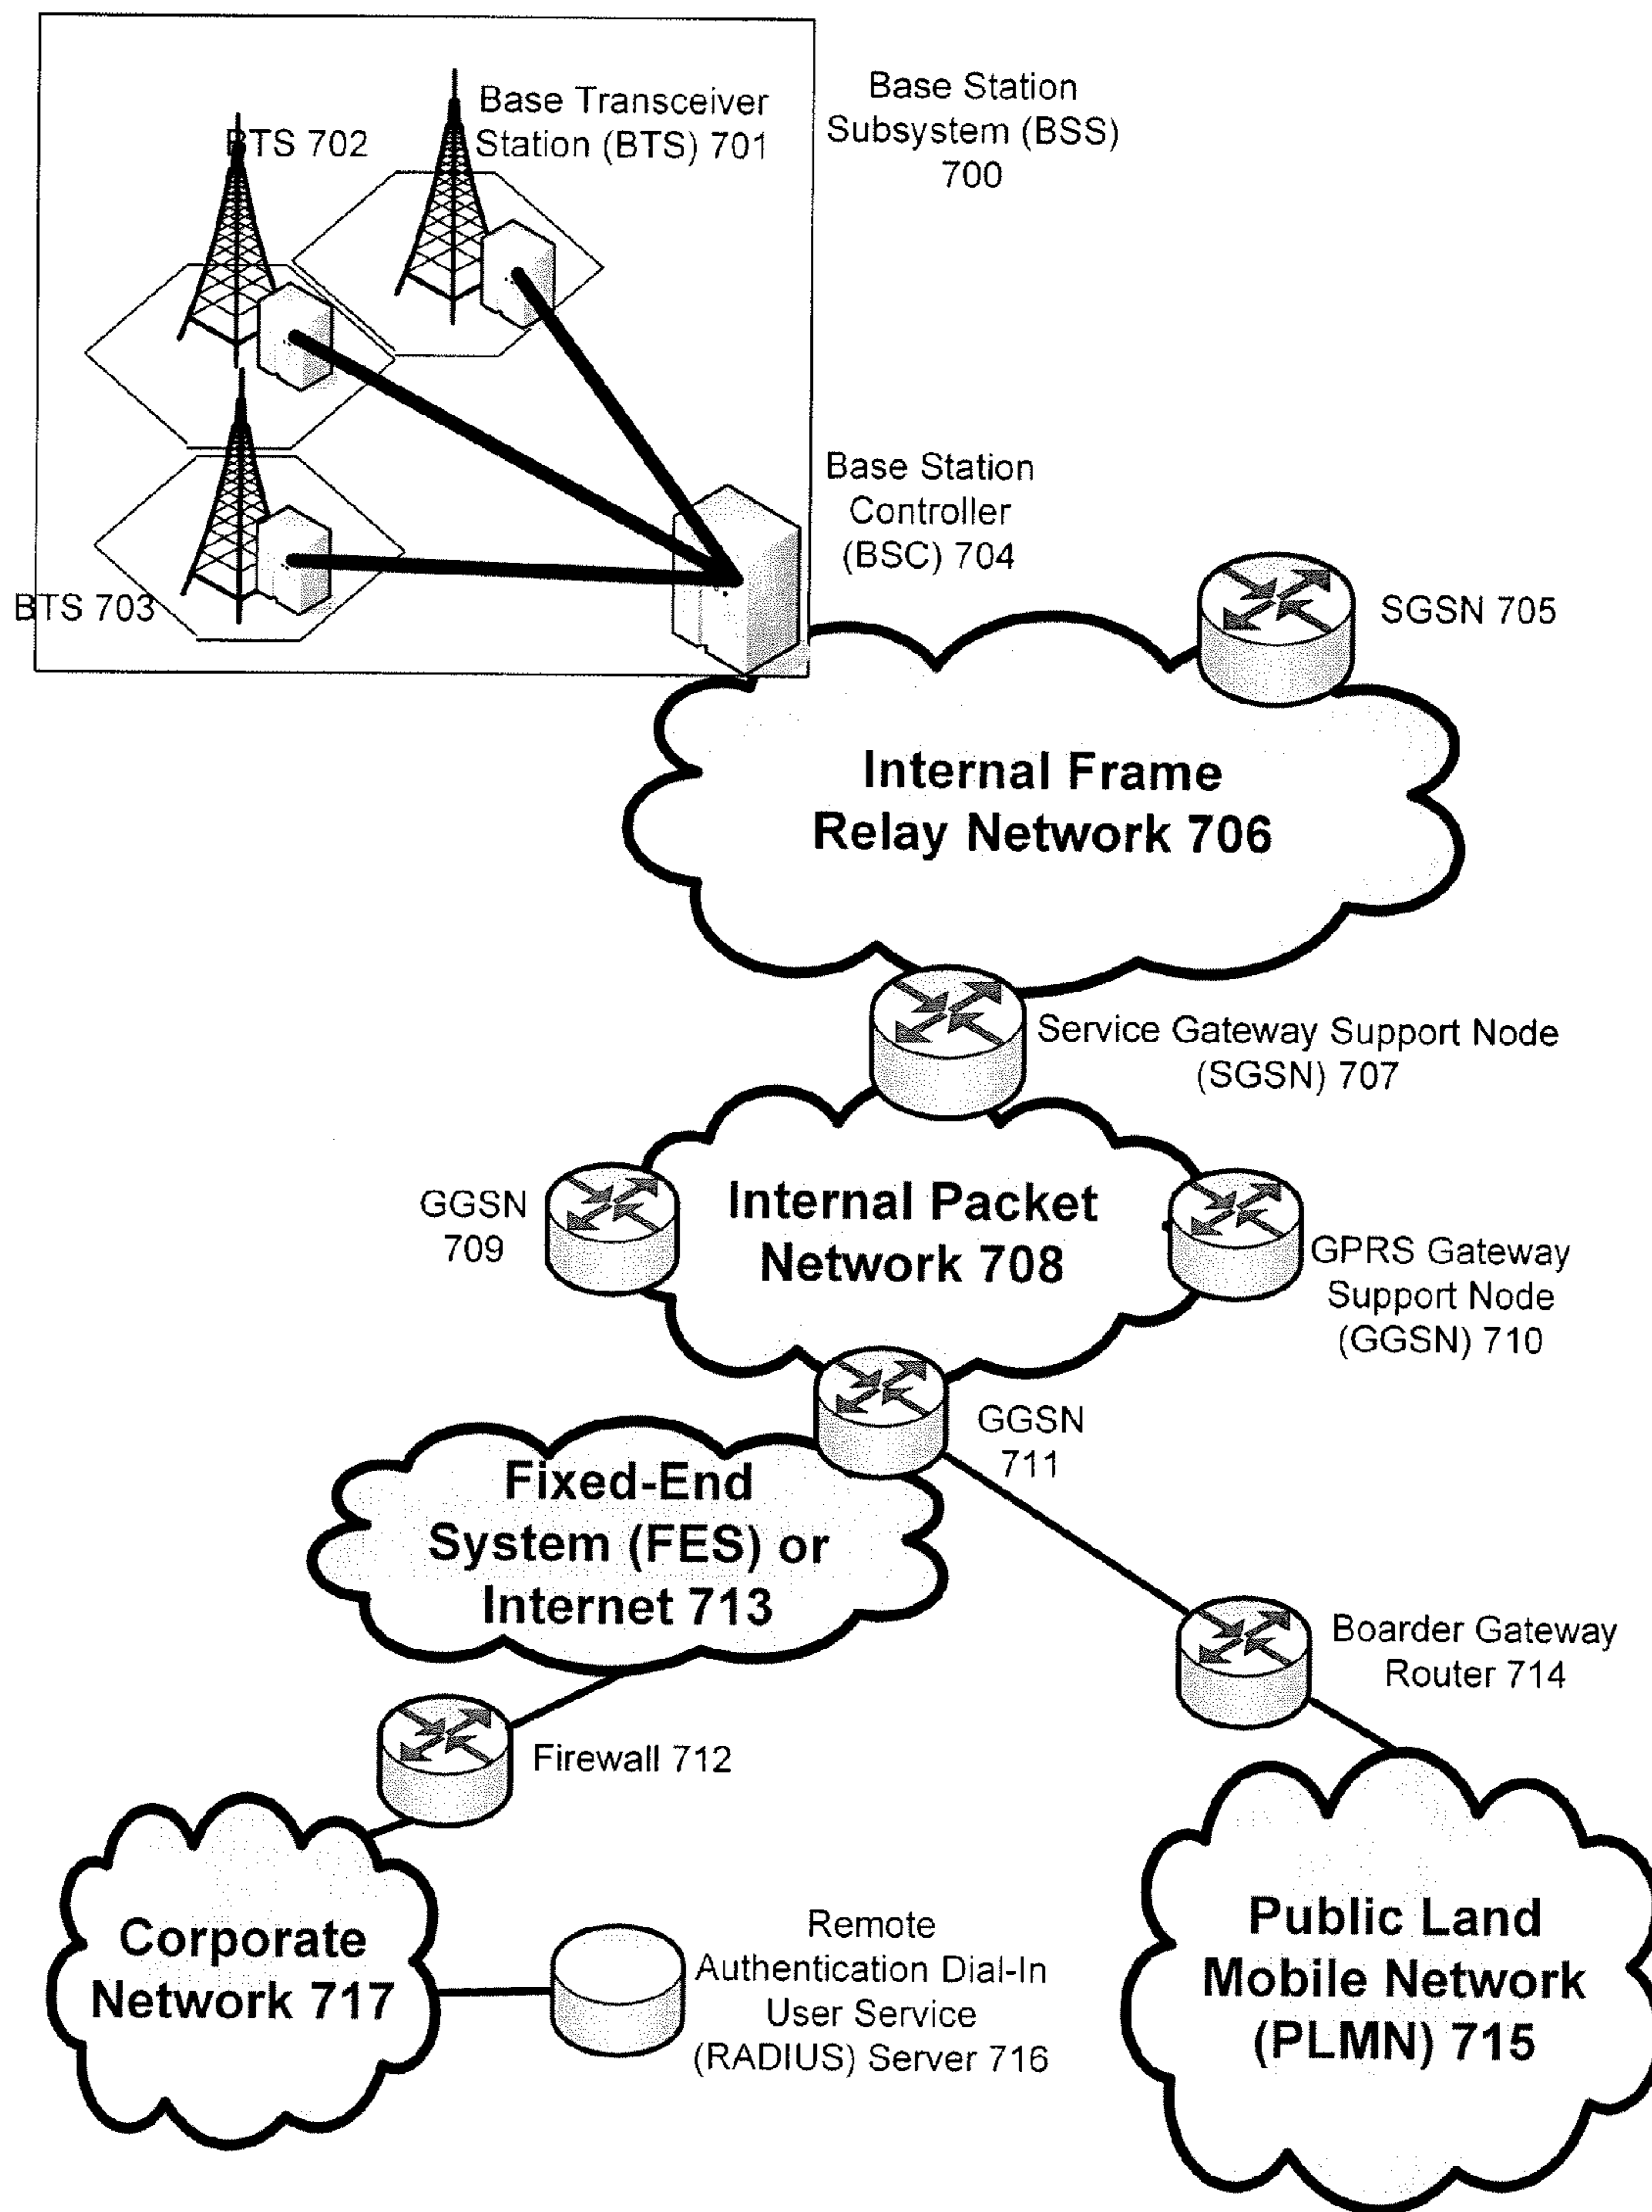 Base Transceiver
Station (BTS) 701
BTS 702
Base Station
Subsystem (BSS)
700
Base Station
Controller
(BSC) 704
BTS 703
SGSN 705
Internal Frame
Relay Network 706
Service Gateway Support Node
(SGSN) 707
GGSN
709
Internal Packet
Network 708
GPRS Gateway
Support Node
(GGSN) 710
GGSN
711
Fixed-End
System (FES) or
Internet 713
Boarder Gateway
Router 714
Firewall 712
Corporate
Network 717
Remote
Authentication Dial-In
User Service
(RADIUS) Server 716
Public Land
Mobile Network
(PLMN) 715